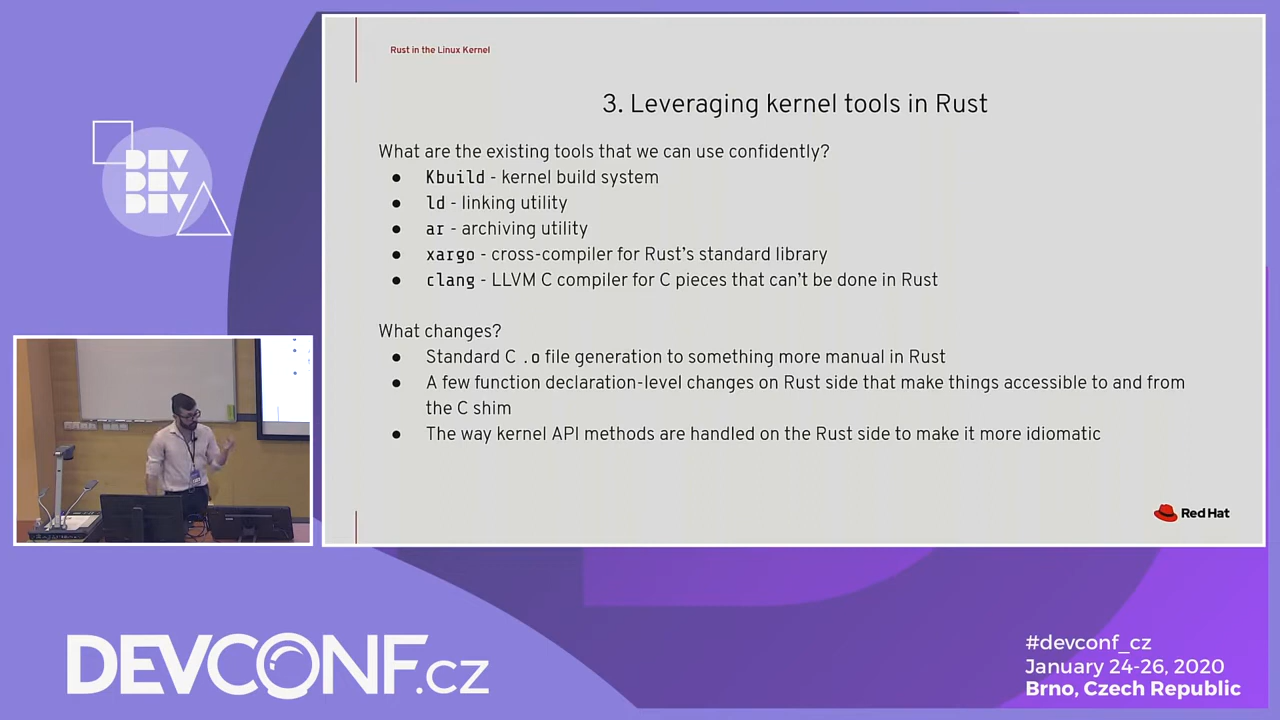 Rust in the Linux Kernel
3. Leveraging kernel tools in Rust
What are the existing tools that we can use confidently?
● Kbuild - kernel build system
● ld - linking utility
● ar - archiving utility
● xargo - cross-compiler for Rust's standard library
● clang - LLVM C compiler for C pieces that can't be done in Rust
What changes?
● Standard C .o file generation to something more manual in Rust
● A few function declaration-level changes on Rust side that make things accessible to and from
the C shim
● The way kernel API methods are handled on the Rust side to make it more idiomatic
Red Hat
DEV
DEV
DEV
DEVCONF.cz
#devconf_cz
January 24-26, 2020
Brno, Czech Republic